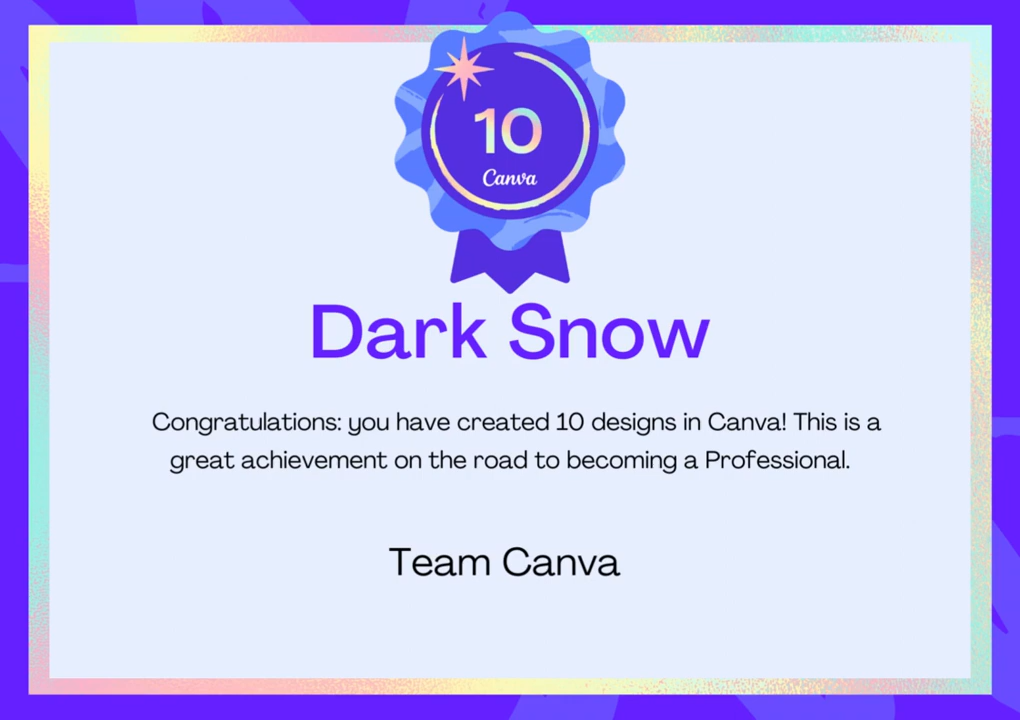 10
Canva
Dark Snow
Congratulations: you have created 10 designs in Canva! This is a
great achievement on the road to becoming a Professional.
Team Canva